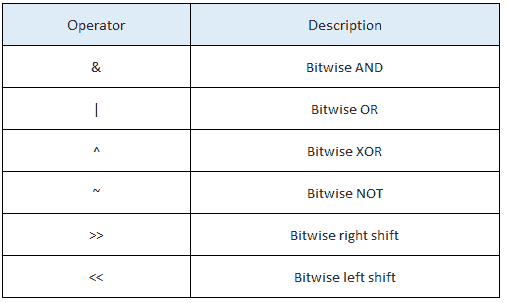 Operator Description
& Bitwise AND
| Bitwise OR
^ Bitwise XOR
~ Bitwise NOT
>> Bitwise right shift
<< Bitwise left shift